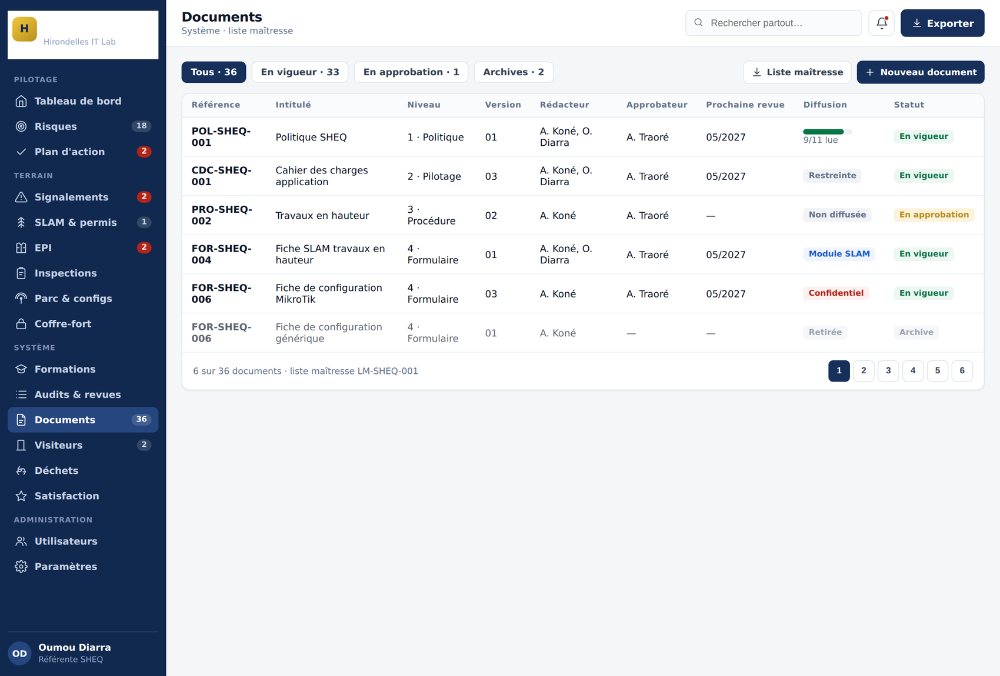 H
Hirondelles IT Lab
PILOTAGE
Tableau de bord
Risques 18
Plan d'action 2
TERRAIN
Signalements 2
SLAM & permis 1
EPI 2
Inspections
Parc & configs
Coffre-fort
SYSTÈME
Formations
Audits & revues
Documents 36
Visiteurs 2
Déchets
Satisfaction
ADMINISTRATION
Utilisateurs
Paramètres
OD
Oumou Diarra
Référente SHEQ
Documents
Système · liste maîtresse
Rechercher partout…
Exporter
Tous · 36 En vigueur · 33 En approbation · 1 Archives · 2 Liste maîtresse Nouveau document
Référence Intitulé Niveau Version Rédacteur Approbateur Prochaine revue Diffusion Statut
POL-SHEQ-
001 Politique SHEQ 1 · Politique 01 A. Koné, O.
Diarra A. Traoré 05/2027 9/11 lue En vigueur
CDC-SHEQ-
001 Cahier des charges
application 2 · Pilotage 03 A. Koné, O.
Diarra A. Traoré 05/2027 Restreinte En vigueur
PRO-SHEQ-
002 Travaux en hauteur 3 ·
Procédure 02 A. Koné A. Traoré — Non diffusée En approbation
FOR-SHEQ-
004 Fiche SLAM travaux en
hauteur 4 ·
Formulaire 01 A. Koné, O.
Diarra A. Traoré 05/2027 Module SLAM En vigueur
FOR-SHEQ-
006 Fiche de configuration
MikroTik 4 ·
Formulaire 03 A. Koné A. Traoré 05/2027 Confidentiel En vigueur
FOR-SHEQ-
006 Fiche de configuration
générique 4 ·
Formulaire 01 A. Koné — — Retirée Archive
6 sur 36 documents · liste maîtresse LM-SHEQ-001
1 2 3 4 5 6